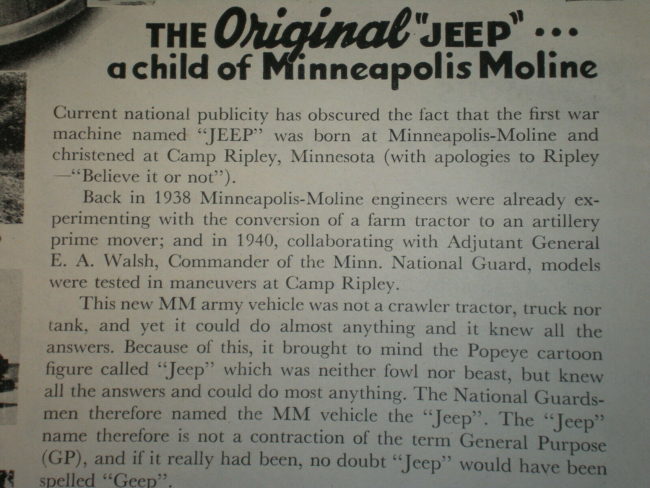 THE Original "JEEP" ...
a child of Minneapolis Moline
Current national publicity has obscured the fact that the first war
machine named "JEEP" was born at Minneapolis-Moline and
christened at Camp Ripley, Minnesota (with apologies to Ripley
—"Believe it or not").
Back in 1938 Minneapolis-Moline engineers were already ex-
perimenting with the conversion of a farm tractor to an artillery
prime mover; and in 1940, collaborating with Adjutant General
E. A. Walsh, Commander of the Minn. National Guard, models
were tested in maneuvers at Camp Ripley.
This new MM army vehicle was not a crawler tractor, truck nor
tank, and yet it could do almost anything and it knew all the
answers. Because of this, it brought to mind the Popeye cartoon
figure called "Jeep" which was neither fowl nor beast, but knew
all the answers and could do most anything. The National Guards-
men therefore named the MM vehicle the "Jeep". The "Jeep"
name therefore is not a contraction of the term General Purpose
(GP), and if it really had been, no doubt "Jeep" would have been
spelled "Geep".